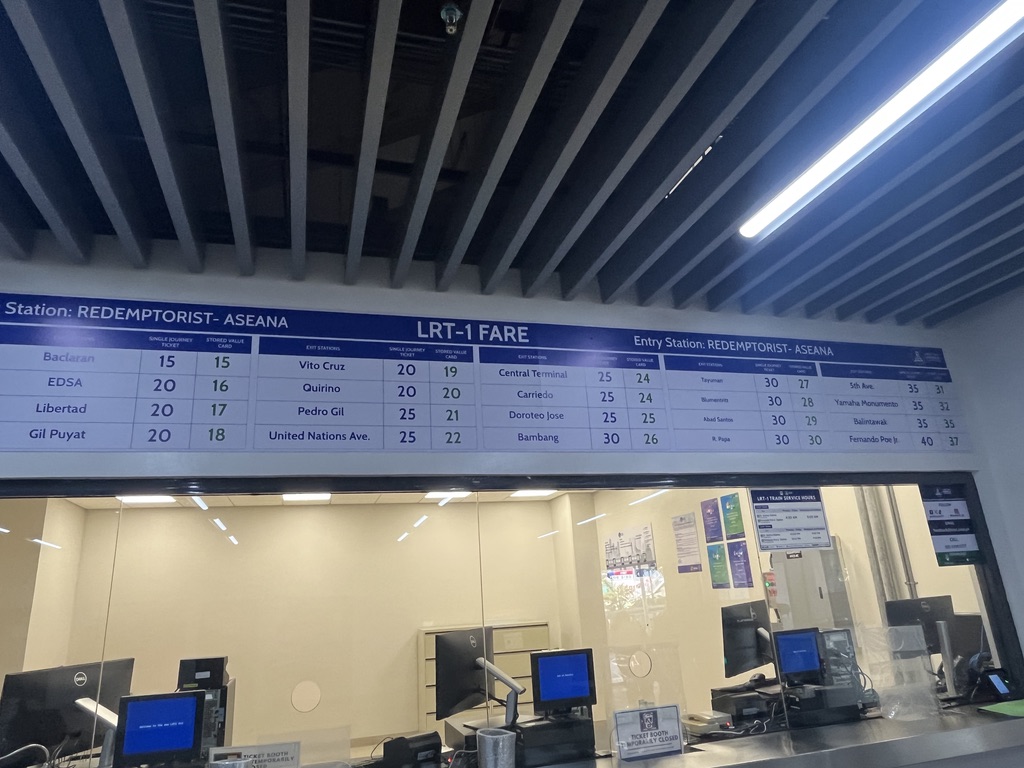 Station: REDEMPTORIST- ASEANA
LRT-1 FARE
Entry Station: REDEMPTORIST- ASEANA
SINGLE JOURNEY TICKET STORED VALUE CARD
Baclaran 15 15
EDSA 20 16
Libertad 20 17
Gil Puyat 20 18
EXIT STATIONS SINGLE JOURNEY TICKET STORED VALUE CARD
Vito Cruz 20 19
Quirino 20 20
Pedro Gil 25 21
United Nations Ave. 25 22
EXIT STATIONS STORED VALUE CARD
Central Terminal 25 24
Carriedo 25 24
Doroteo Jose 25 25
Bambang 30 26
EXIT STATIONS
Tayuman 30 27
Blumentritt 30 28
Abad Santos 30 29
R. Papa 30 30
5th Ave. 35 31
Yamaha Monumento 35 32
Balintawak 35 35
Fernando Poe Jr. 40 37
LRT-1 TRAIN SERVICE HOURS
DELL
TICKET BOOTH
TEMPORARILY CLOSED
TICKET BOOTH